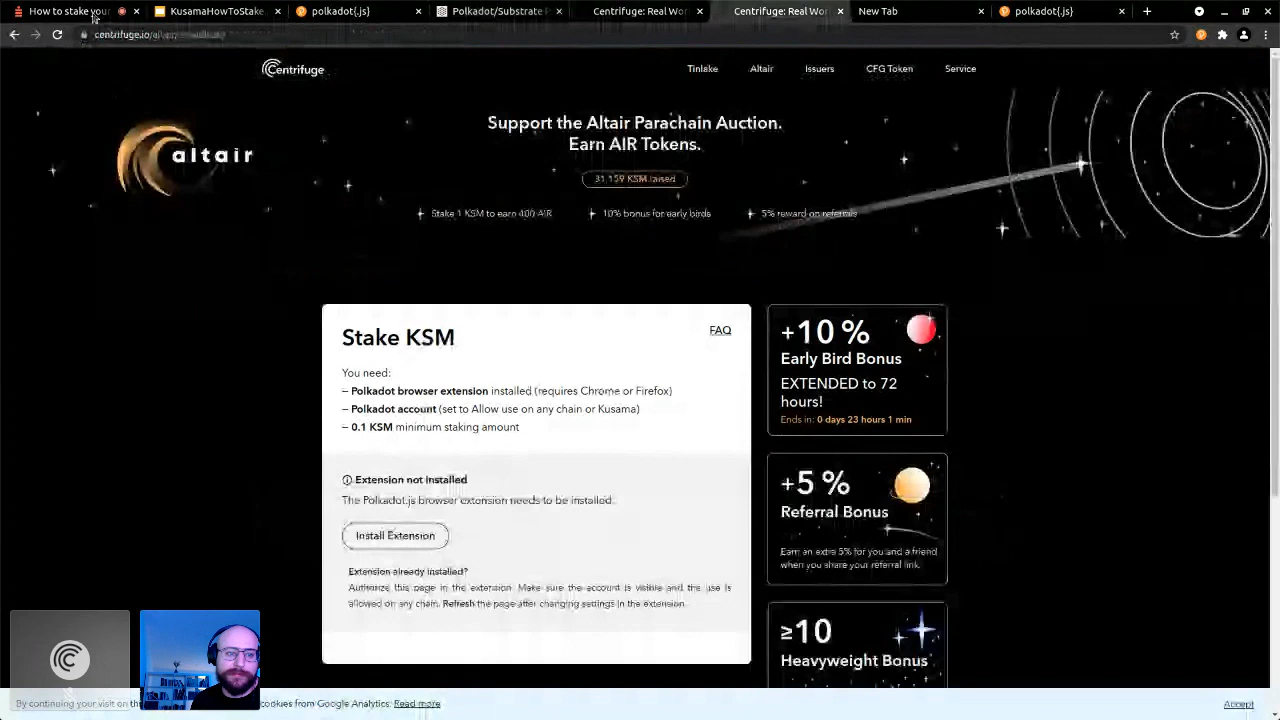 How to stake your
KusamaHowToStake
polkadot{.js}
Polkadot/Substrate P
Centrifuge: Real Wor
Centrifuge: Real Wor
New Tab
polkadot{.js}
centrifuge.io/
Centrifuge
Tinlake
Altair
Issuers
CFG Token
Service
altair
Support the Altair Parachain Auction.
Earn AIR Tokens.
31,159 KSM raised
Stake 1 KSM to earn 400 AIR
10% bonus for early birds
5% reward on referrals
Stake KSM
FAQ
You need:
– Polkadot browser extension installed (requires Chrome or Firefox)
– Polkadot account (set to Allow use on any chain or Kusama)
– 0.1 KSM minimum staking amount
Extension not installed
The Polkadot.js browser extension needs to be installed.
Install Extension
Extension already installed?
Authorize this page in the extension. Make sure the account is visible and the use is
allowed on any chain. Refresh the page after changing settings in the extension.
+10 %
Early Bird Bonus
EXTENDED to 72
hours!
Ends in: 0 days 23 hours 1 min
+5 %
Referral Bonus
Earn an extra 5% for you and a friend
when you share your referral link.
≥10
Heavyweight Bonus
By continuing your visit on th
cookies from Google Analytics. Read more
Accept